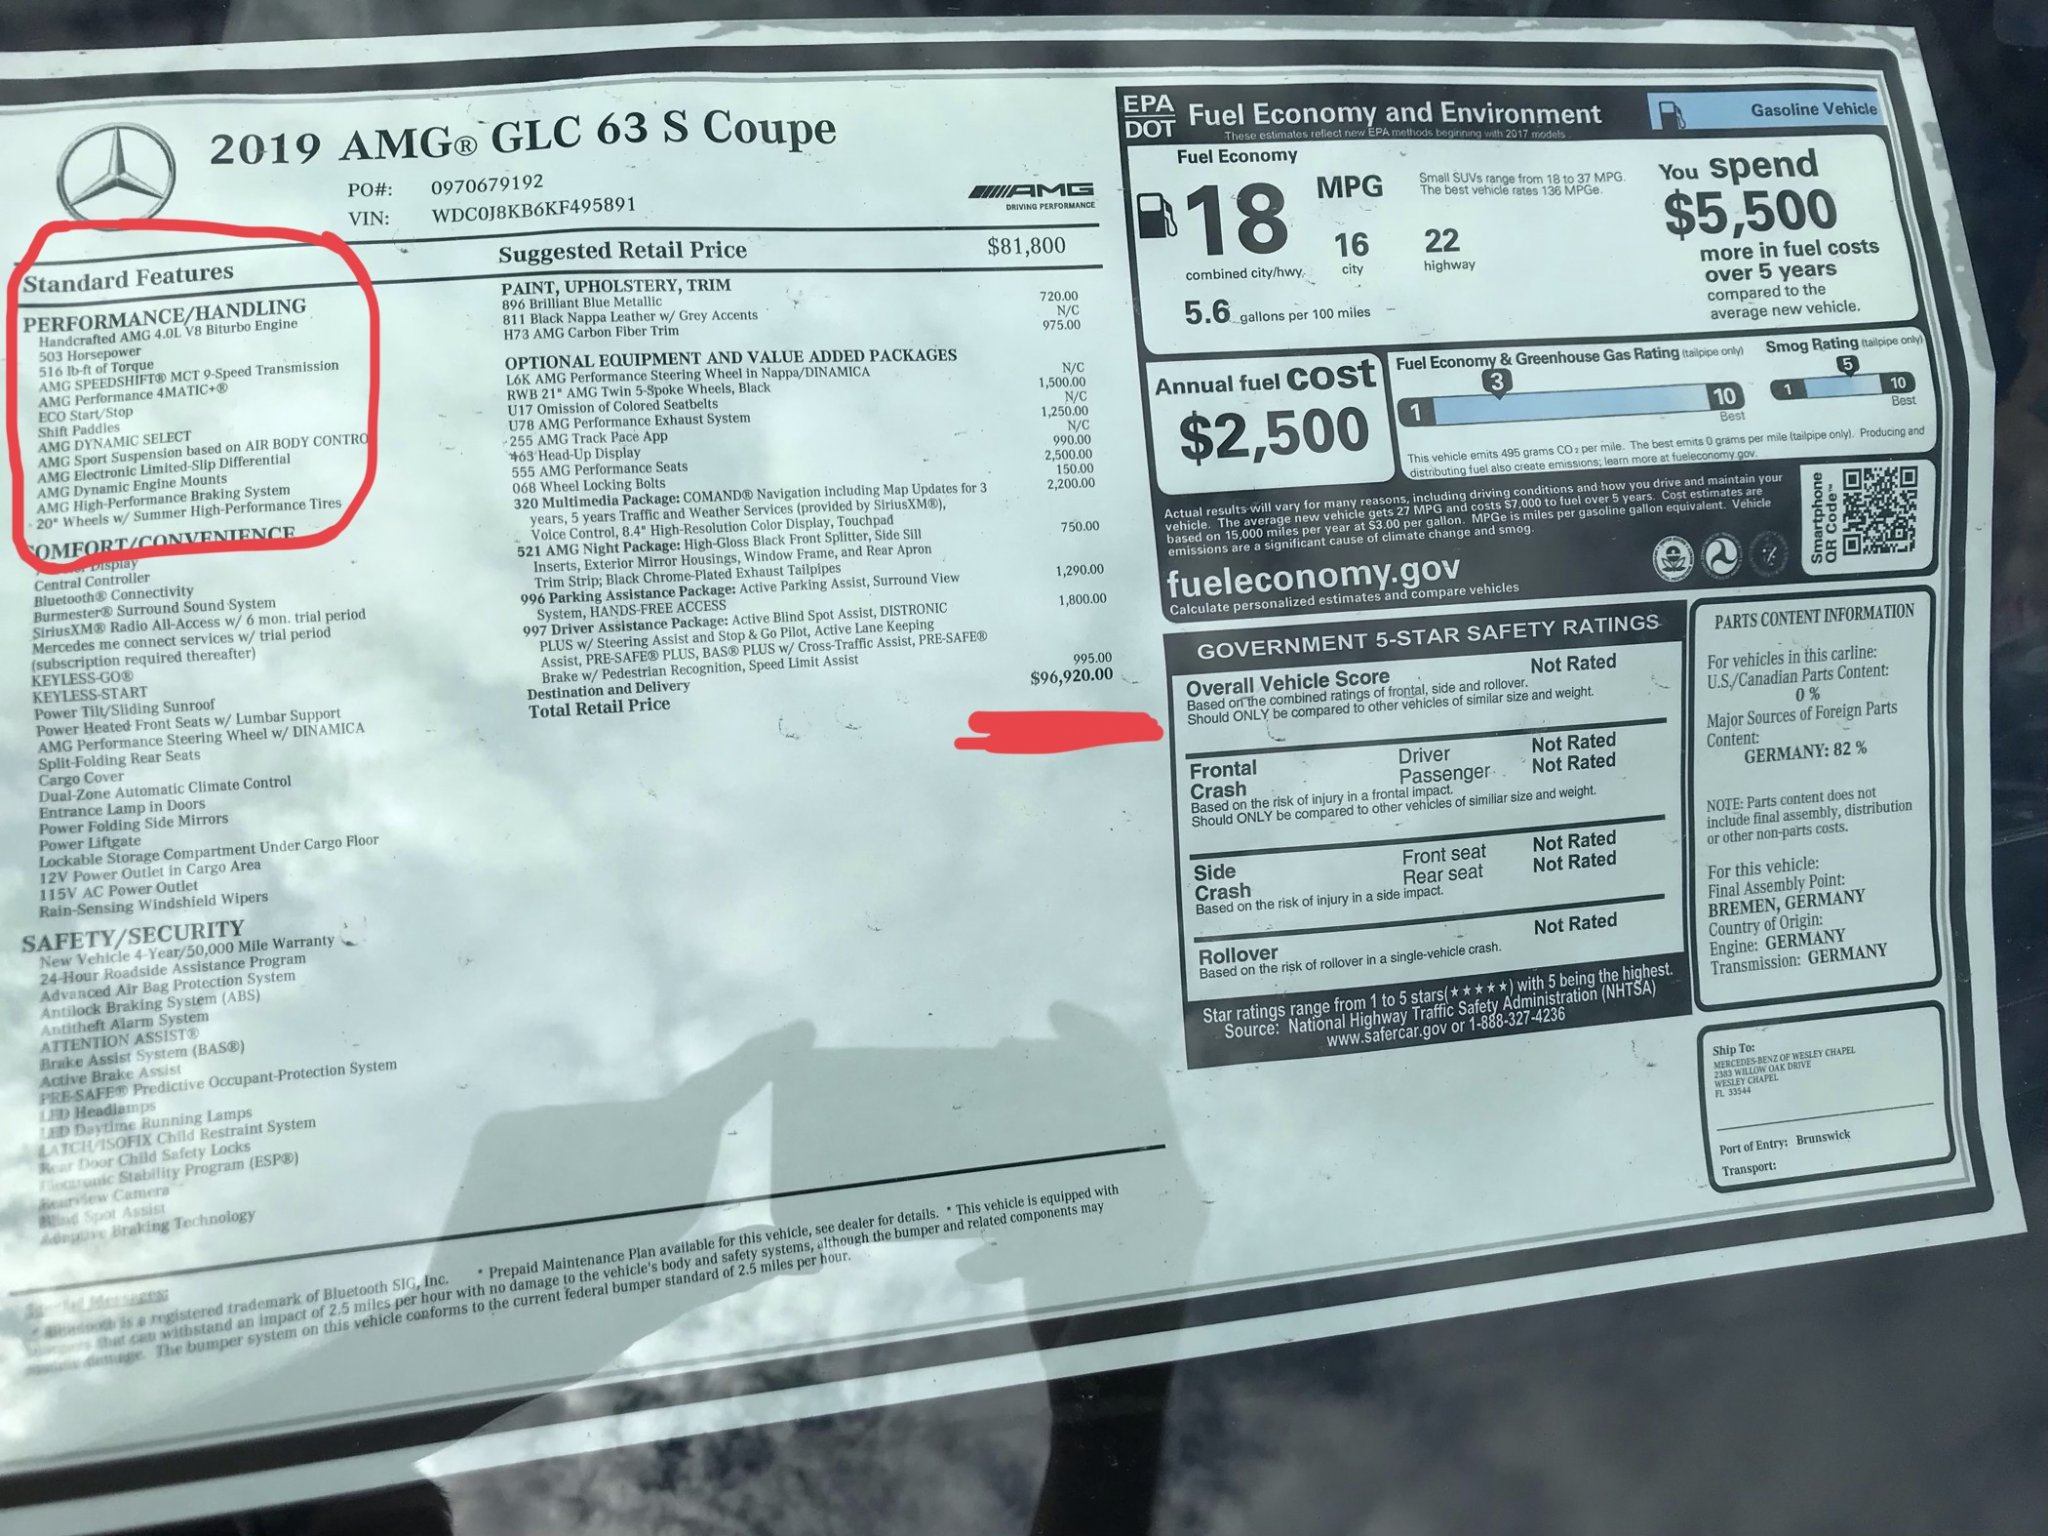 2019 AMG® GLC 63 S Coupe
PO#: 0970679192
VIN: WDC0J8KB6KF495891
AMG
DRIVING PERFORMANCE
Standard Features
PERFORMANCE/HANDLING
Handcrafted AMG 4.0L V8 Biturbo Engine
503 Horsepower
516 lb-ft of Torque
AMG SPEEDSHIFT® MCT 9-Speed Transmission
AMG Performance 4MATIC+®
ECO Start/Stop
Shift Paddles
AMG DYNAMIC SELECT
AMG Sport Suspension based on AIR BODY CONTRO
AMG Electronic Limited-Slip Differential
AMG Dynamic Engine Mounts
AMG High-Performance Braking System
20" Wheels w/ Summer High-Performance Tires
COMFORT/CONVENIENCE
Display
Central Controller
Bluetooth® Connectivity
Burmester® Surround Sound System
SiriusXM® Radio All-Access w/ 6 mon. trial period
Mercedes me connect services w/ trial period
(subscription required thereafter)
KEYLESS-GO®
KEYLESS-START
Power Tilt/Sliding Sunroof
Power Heated Front Seats w/ Lumbar Support
AMG Performance Steering Wheel w/ DINAMICA
Split-Folding Rear Seats
Cargo Cover
Dual-Zone Automatic Climate Control
Entrance Lamp in Doors
Power Folding Side Mirrors
Power Liftgate
Lockable Storage Compartment Under Cargo Floor
12V Power Outlet in Cargo Area
115V AC Power Outlet
Rain-Sensing Windshield Wipers
SAFETY/SECURITY
New Vehicle 4-Year/50,000 Mile Warranty
24-Hour Roadside Assistance Program
Advanced Air Bag Protection System
Antilock Braking System (ABS)
Antitheft Alarm System
ATTENTION ASSIST®
Brake Assist System (BAS®)
Active Brake Assist
PRE-SAFE® Predictive Occupant-Protection System
LED Headlamps
LED Daytime Running Lamps
LATCH/ISOFIX Child Restraint System
Rear Door Child Safety Locks
Electronic Stability Program (ESP®)
Rearview Camera
Blind Spot Assist
Adaptive Braking Technology
Suggested Retail Price $81,800
PAINT, UPHOLSTERY, TRIM
896 Brilliant Blue Metallic 720.00
811 Black Nappa Leather w/ Grey Accents N/C
H73 AMG Carbon Fiber Trim 975.00
OPTIONAL EQUIPMENT AND VALUE ADDED PACKAGES
L6K AMG Performance Steering Wheel in Nappa/DINAMICA N/C
RWB 21" AMG Twin 5-Spoke Wheels, Black 1,500.00
U17 Omission of Colored Seatbelts N/C
U78 AMG Performance Exhaust System 1,250.00
255 AMG Track Pace App N/C
463 Head-Up Display 990.00
555 AMG Performance Seats 2,500.00
068 Wheel Locking Bolts 150.00
320 Multimedia Package: COMAND® Navigation including Map Updates for 3 2,200.00
years, 5 years Traffic and Weather Services (provided by SiriusXM®),
Voice Control, 8.4" High-Resolution Color Display, Touchpad
521 AMG Night Package: High-Gloss Black Front Splitter, Side Sill 750.00
Inserts, Exterior Mirror Housings, Window Frame, and Rear Apron
Trim Strip; Black Chrome-Plated Exhaust Tailpipes
996 Parking Assistance Package: Active Parking Assist, Surround View 1,290.00
System, HANDS-FREE ACCESS
997 Driver Assistance Package: Active Blind Spot Assist, DISTRONIC 1,800.00
PLUS w/ Steering Assist and Stop & Go Pilot, Active Lane Keeping
Assist, PRE-SAFE® PLUS, BAS® PLUS w/ Cross-Traffic Assist, PRE-SAFE®
Brake w/ Pedestrian Recognition, Speed Limit Assist
Destination and Delivery 995.00
Total Retail Price $96,920.00
* Prepaid Maintenance Plan available for this vehicle, see dealer for details. * This vehicle is equipped with
Special Messages:
* Bluetooth is a registered trademark of Bluetooth SIG, Inc.
bumpers that can withstand an impact of 2.5 miles per hour with no damage to the vehicle's body and safety systems, although the bumper and related components may
sustain damage. The bumper system on this vehicle conforms to the current federal bumper standard of 2.5 miles per hour.
EPA
DOT
Fuel Economy and Environment
These estimates reflect new EPA methods beginning with 2017 models
Gasoline Vehicle
Fuel Economy
18 MPG
combined city/hwy
16
city
22
highway
5.6 gallons per 100 miles
Small SUVs range from 18 to 37 MPG.
The best vehicle rates 136 MPGe.
You spend
$5,500
more in fuel costs
over 5 years
compared to the
average new vehicle.
Annual fuel cost
$2,500
Fuel Economy & Greenhouse Gas Rating (tailpipe only)
3
1
10
Best
Smog Rating (tailpipe only)
5
1
10
Best
This vehicle emits 495 grams CO₂ per mile. The best emits 0 grams per mile (tailpipe only). Producing and
distributing fuel also create emissions; learn more at fueleconomy.gov.
Actual results will vary for many reasons, including driving conditions and how you drive and maintain your
vehicle. The average new vehicle gets 27 MPG and costs $7,000 to fuel over 5 years. Cost estimates are
based on 15,000 miles per year at $3.00 per gallon. MPGe is miles per gasoline gallon equivalent. Vehicle
emissions are a significant cause of climate change and smog.
fueleconomy.gov
Calculate personalized estimates and compare vehicles
Smartphone
QR Code™
GOVERNMENT 5-STAR SAFETY RATINGS
Overall Vehicle Score Not Rated
Based on the combined ratings of frontal, side and rollover.
Should ONLY be compared to other vehicles of similar size and weight.
Frontal Driver Not Rated
Crash Passenger Not Rated
Based on the risk of injury in a frontal impact.
Should ONLY be compared to other vehicles of similiar size and weight.
Side Front seat Not Rated
Crash Rear seat Not Rated
Based on the risk of injury in a side impact.
Rollover Not Rated
Based on the risk of rollover in a single-vehicle crash.
Star ratings range from 1 to 5 stars(★★★★★) with 5 being the highest.
Source: National Highway Traffic Safety Administration (NHTSA)
www.safercar.gov or 1-888-327-4236
PARTS CONTENT INFORMATION
For vehicles in this carline:
U.S./Canadian Parts Content:
0 %
Major Sources of Foreign Parts
Content:
GERMANY: 82 %
NOTE: Parts content does not
include final assembly, distribution
or other non-parts costs.
For this vehicle:
Final Assembly Point:
BREMEN, GERMANY
Country of Origin:
Engine: GERMANY
Transmission: GERMANY
Ship To:
MERCEDES-BENZ OF WESLEY CHAPEL
2383 WILLOW OAK DRIVE
WESLEY CHAPEL
FL 33544
Port of Entry: Brunswick
Transport: